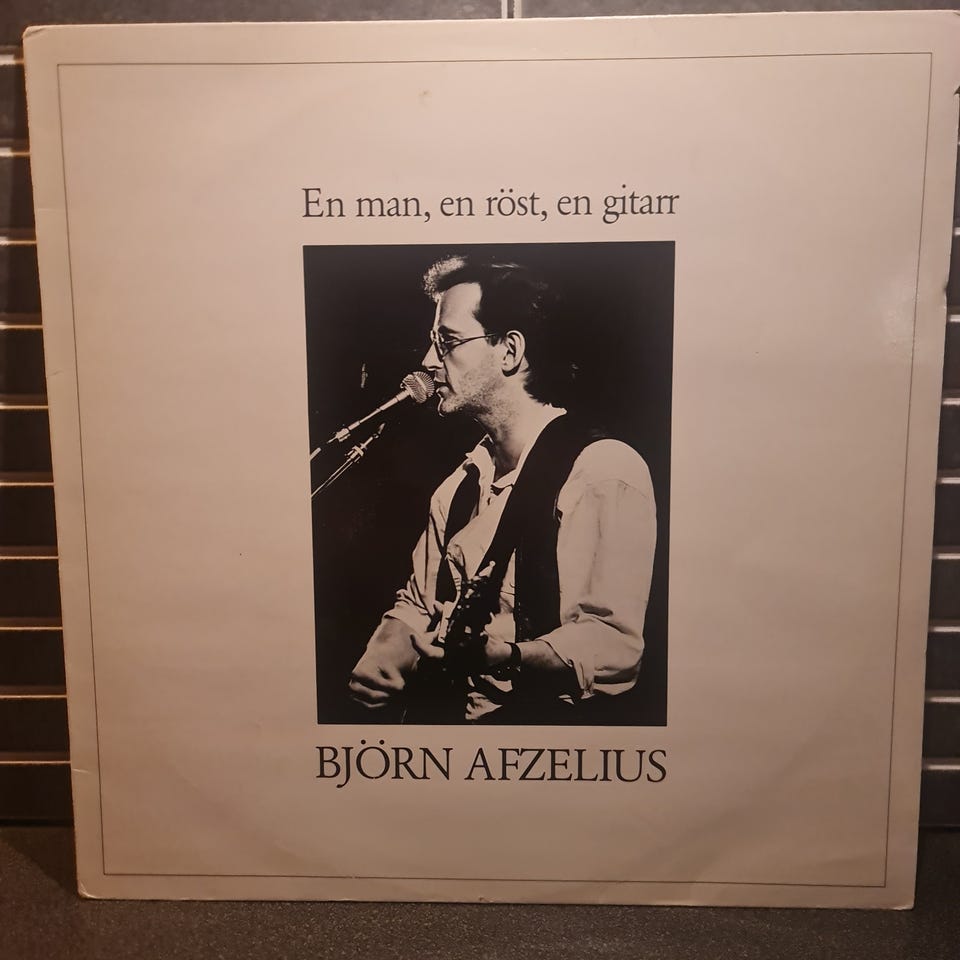 En man, en röst, en gitarr
BJÖRN AFZELIUS